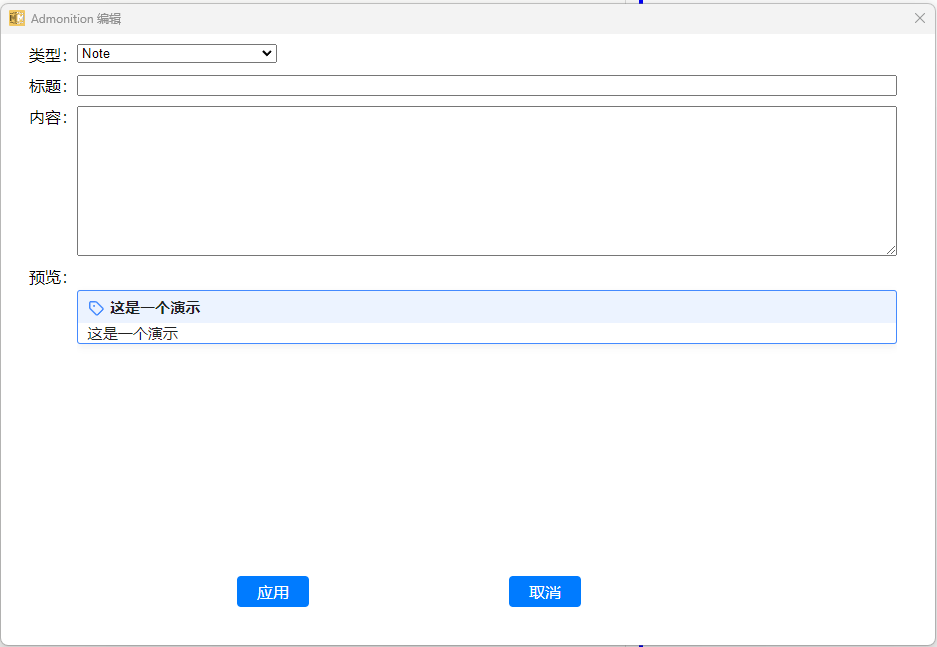 Admonition 编辑
类型： Note
标题：
内容：
预览：
这是一个演示
这是一个演示
应用 取消